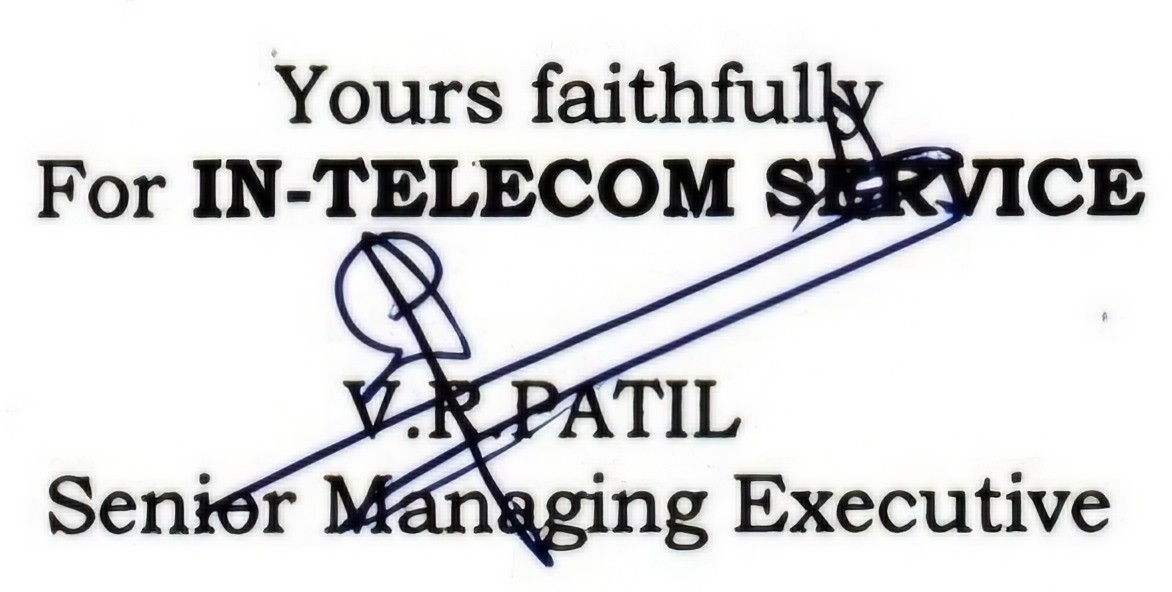 Yours faithfully
For IN-TELECOM SERVICE
V.R.PATIL
Senior Managing Executive